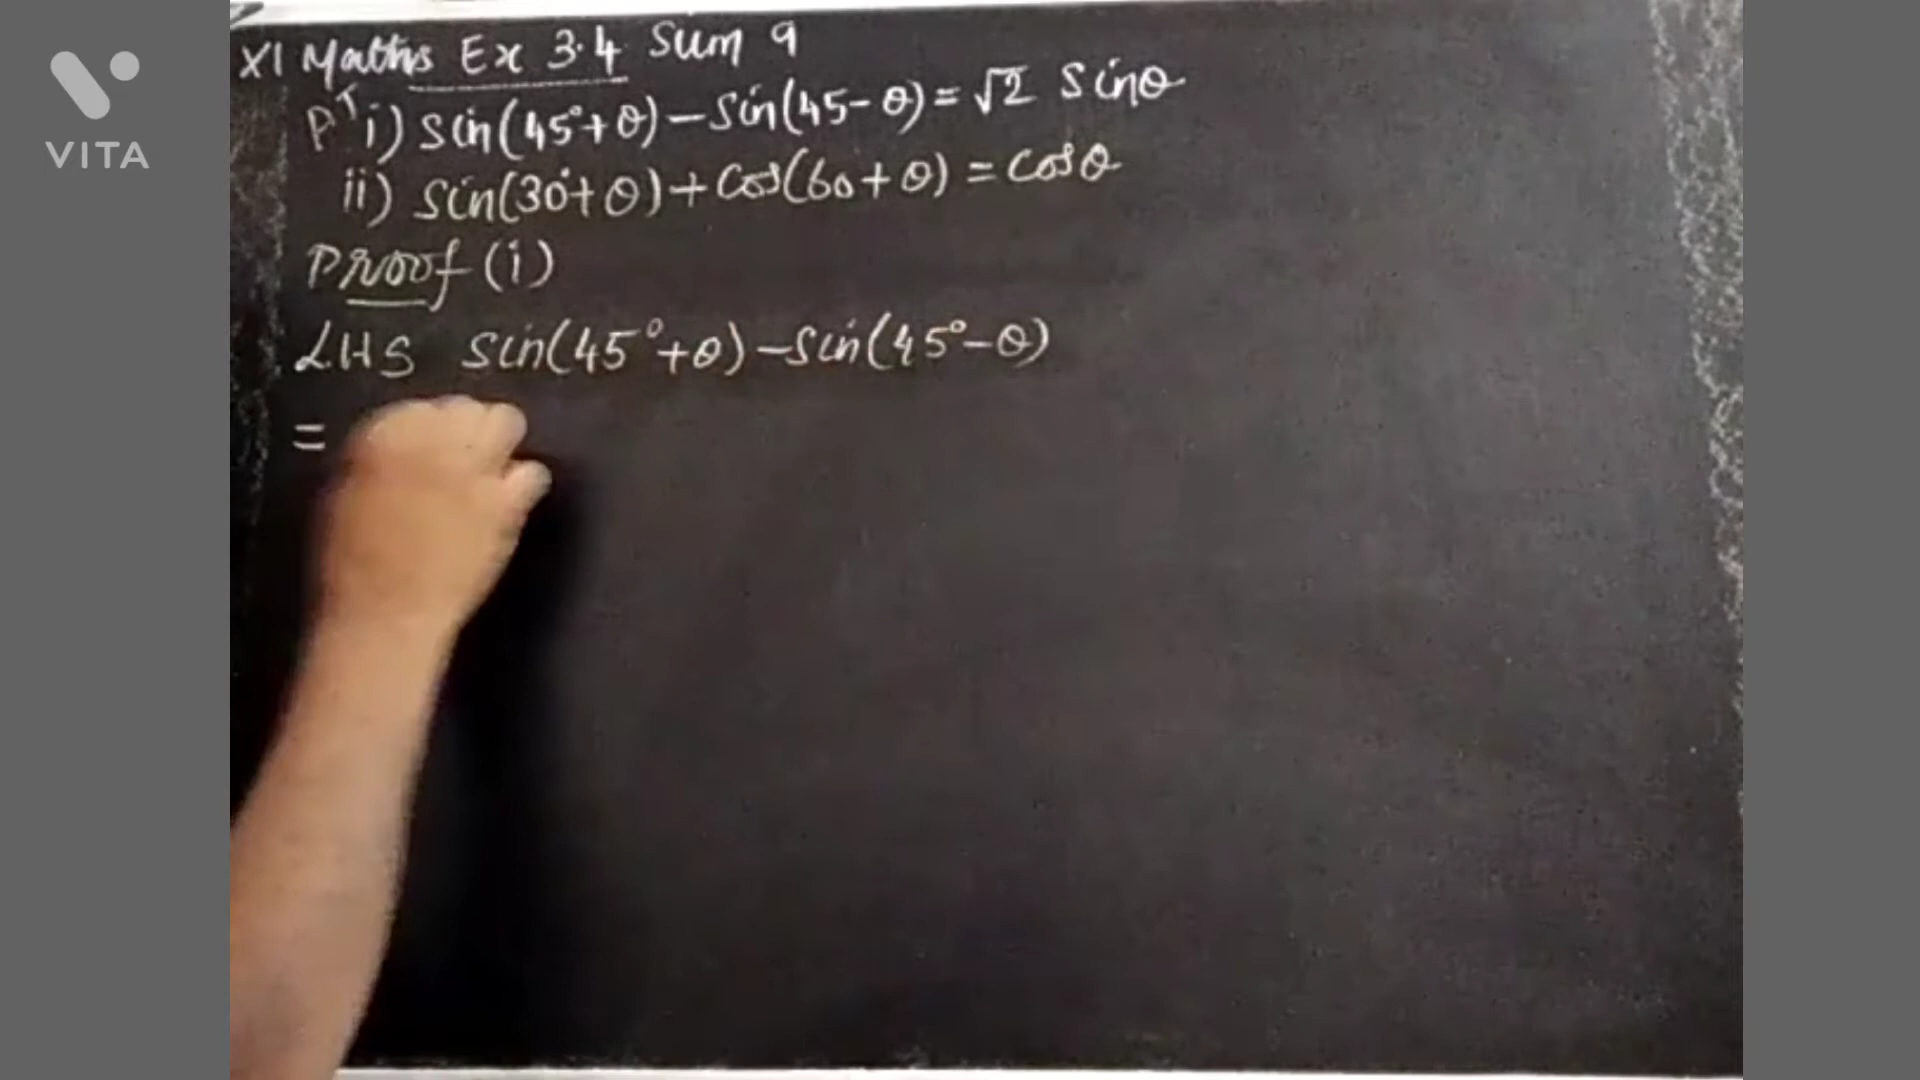 VITA
XI Maths Ex 3.4 Sum 9
PT i) Sin(45°+θ)-Sin(45-θ)=√2 Sinθ
ii) Sin(30°+θ)+Cos(60+θ)=Cosθ
Proof (i)
LHS Sin(45°+θ)-Sin(45°-θ)
=